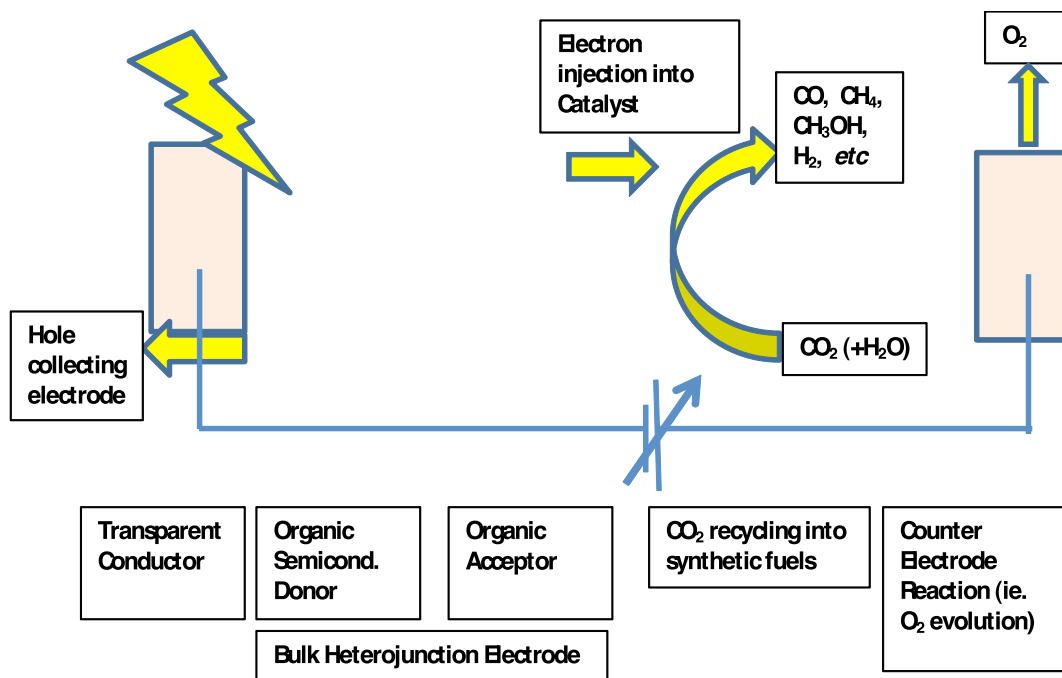 Electron
injection into
Catalyst
O₂
CO, CH₄,
CH₃OH,
H₂, etc
Hole
collecting
electrode
CO₂ (+H₂O)
Transparent
Conductor
Organic
Semicond.
Donor
Organic
Acceptor
CO₂ recycling into
synthetic fuels
Counter
Electrode
Reaction (ie.
O₂ evolution)
Bulk Heterojunction Electrode